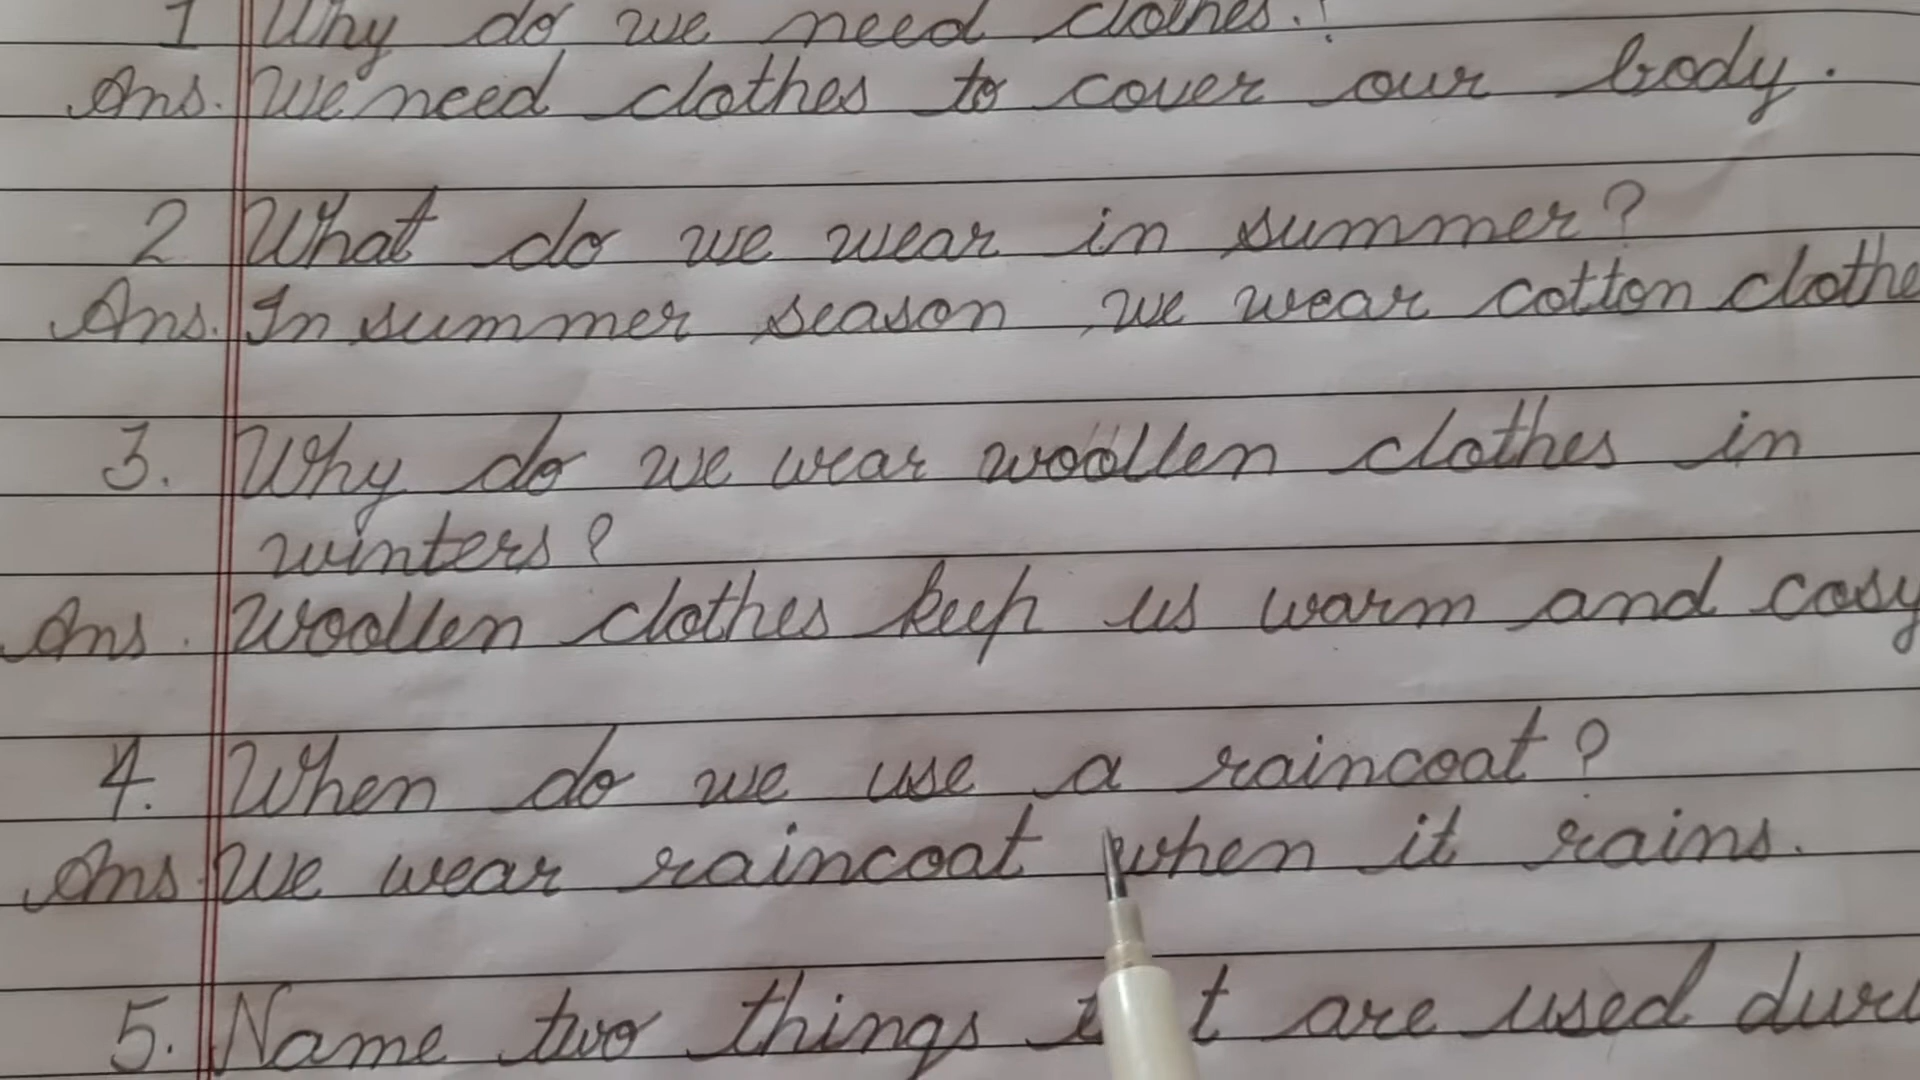 1 Why do we need clothes?
Ans. We need clothes to cover our body.
2 What do we wear in summer?
Ans. In summer season we wear cotton clothe
3. Why do we wear woollen clothes in
winters?
Ans. Woollen clothes keep us warm and cosy
4. When do we use a raincoat?
Ans. We wear raincoat when it rains.
5. Name two things t t are used duri